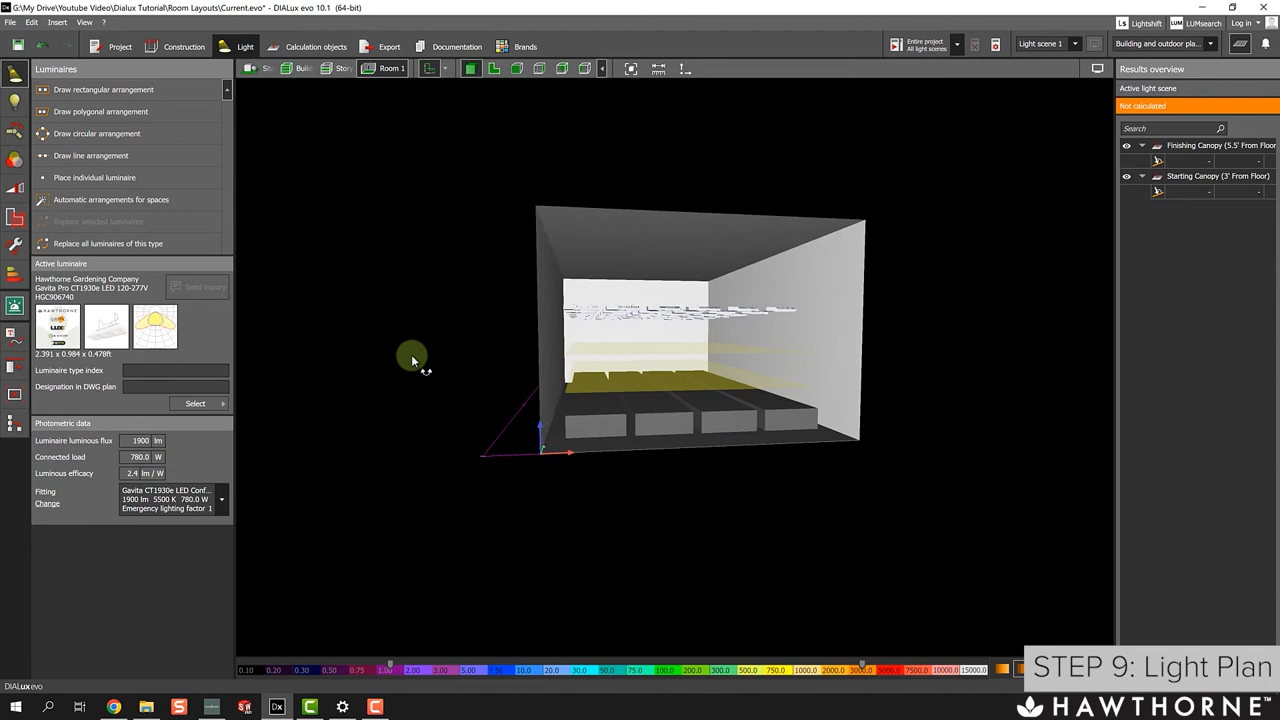 G:\My Drive\Youtube Video\Dialux Tutorial\Room Layouts\Current.evo* - DIALux evo 10.1 (64-bit)
File Edit Insert View ?
Lightshift LUMsearch Log in
Project Construction Light Calculation objects Export Documentation Brands
Entire project
All light scenes
Light scene 1
Building and outdoor pla...
Luminaires
Room 1
Results overview
Draw rectangular arrangement
Active light scene
Draw polygonal arrangement
Not calculated
Draw circular arrangement
Search
Draw line arrangement
Finishing Canopy (5.5' From Floor
Place individual luminaire
Starting Canopy (3' From Floor)
Automatic arrangements for spaces
Replace selected luminaires
Replace all luminaires of this type
Active luminaire
Hawthorne Gardening Company
Gavita Pro CT1930e LED 120-277V
HGC906740
Send inquiry
2.391 x 0.984 x 0.478ft
Luminaire type index
Designation in DWG plan
Select
Photometric data
Luminaire luminous flux 1900 lm
Connected load 780.0 W
Luminous efficacy 2.4 lm / W
Fitting
Change
Gavita CT1930e LED Conf...
1900 lm 5500 K 780.0 W
Emergency lighting factor 1
0.10 0.20 0.30 0.50 0.75 1.00 2.00 3.00 5.00 7.50 10.0 20.0 30.0 50.0 75.0 100.0 200.0 300.0 500.0 750.0 1000.0 2000.0 3000.0 5000.0 7500.0 10000.0 15000.0
STEP 9: Light Plan
DIALux evo
HAWTHORNE™